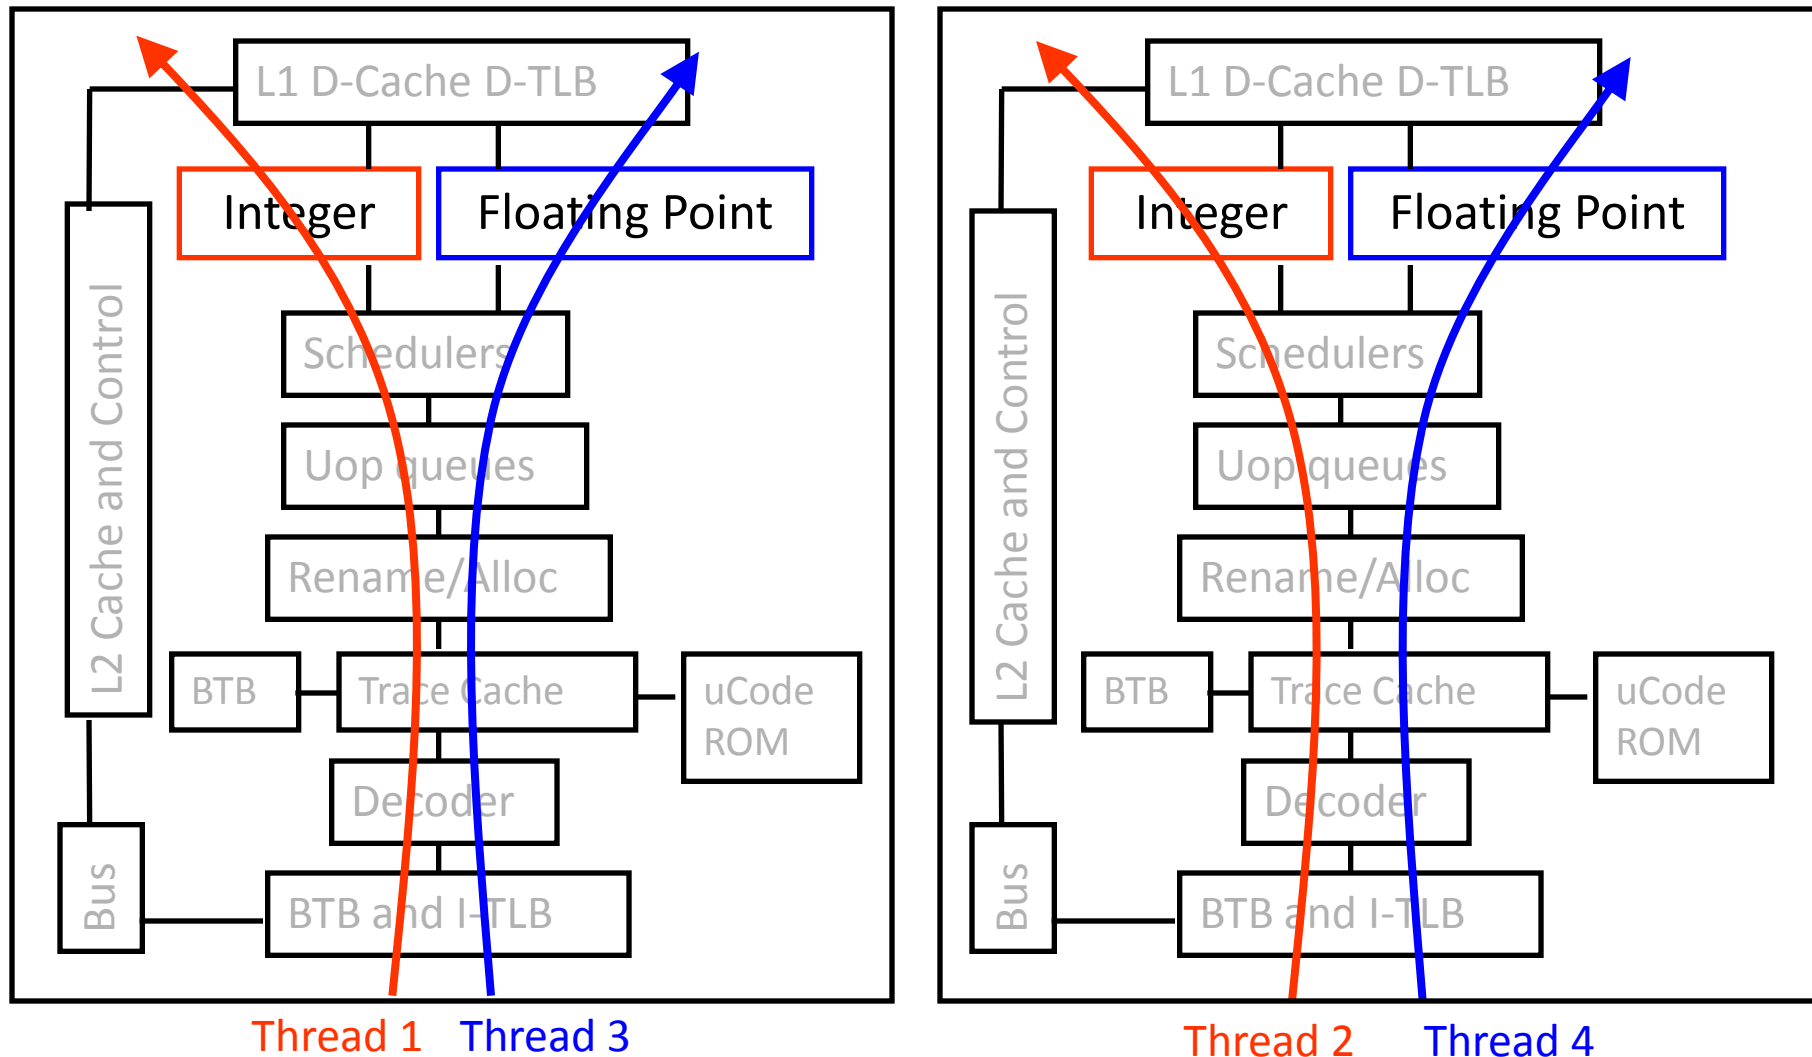 L1 D-Cache D-TLB
Integer
Floating Point
L2 Cache and Control
Schedulers
Uop queues
Rename/Alloc
BTB
Trace Cache
uCode
ROM
Decoder
Bus
BTB and I-TLB
Thread 1
Thread 3
L1 D-Cache D-TLB
Integer
Floating Point
L2 Cache and Control
Schedulers
Uop queues
Rename/Alloc
BTB
Trace Cache
uCode
ROM
Decoder
Bus
BTB and I-TLB
Thread 2
Thread 4